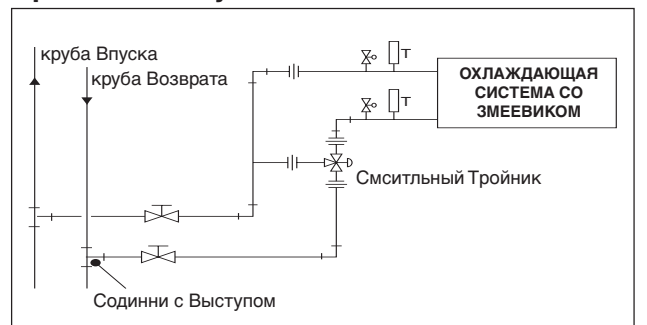 круба Впуска
круба Возврата
Т
Т
ОХЛАЖДАЮЩАЯ
СИСТЕМА СО
ЗМЕЕВИКОМ
Смситльный Тройник
Содинни с Выступом